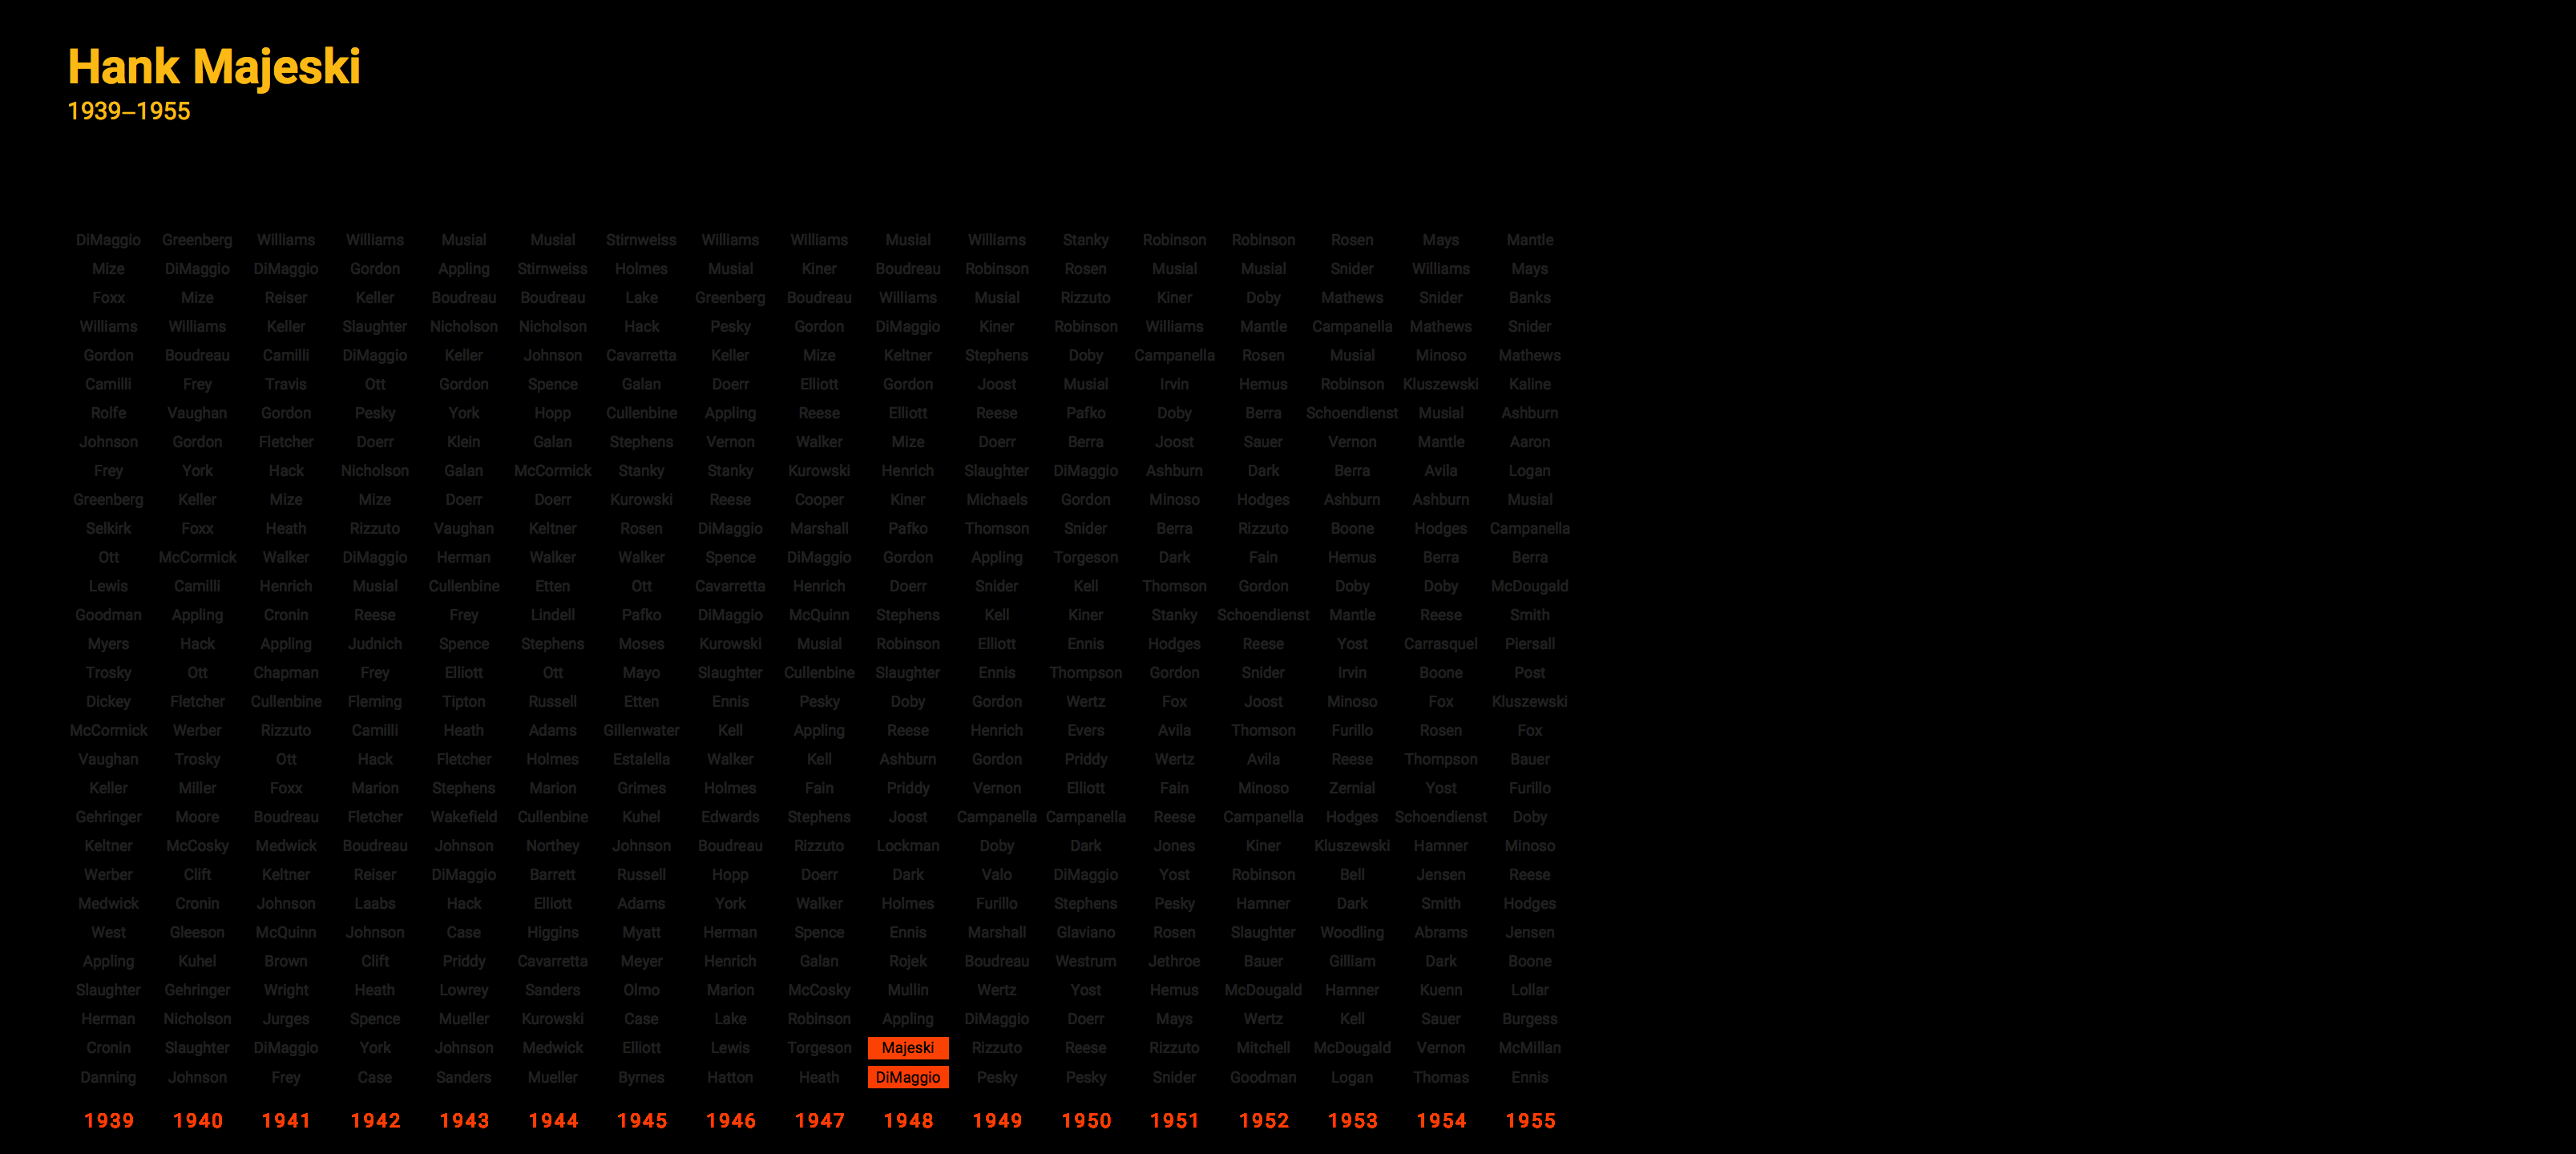 Hank Majeski
1939–1955
DiMaggio Greenberg Williams Williams Musial Musial Stirnweiss Williams Williams Musial Williams Stanky Robinson Robinson Rosen Mays Mantle
Mize DiMaggio DiMaggio Gordon Appling Stirnweiss Holmes Musial Kiner Boudreau Robinson Rosen Musial Musial Snider Williams Mays
Foxx Mize Reiser Keller Boudreau Boudreau Lake Greenberg Boudreau Williams Musial Rizzuto Kiner Doby Mathews Snider Banks
Williams Williams Keller Slaughter Nicholson Nicholson Hack Pesky Gordon DiMaggio Kiner Robinson Williams Mantle Campanella Mathews Snider
Gordon Boudreau Camilli DiMaggio Keller Johnson Cavarretta Keller Mize Keltner Stephens Doby Campanella Rosen Musial Minoso Mathews
Camilli Frey Travis Ott Gordon Spence Galan Doerr Elliott Gordon Joost Musial Irvin Hemus Robinson Kluszewski Kaline
Rolfe Vaughan Gordon Pesky York Hopp Cullenbine Appling Reese Elliott Reese Pafko Doby Berra Schoendienst Musial Ashburn
Johnson Gordon Fletcher Doerr Klein Galan Stephens Vernon Walker Mize Doerr Berra Joost Sauer Vernon Mantle Aaron
Frey York Hack Nicholson Galan McCormick Stanky Stanky Kurowski Henrich Slaughter DiMaggio Ashburn Dark Berra Avila Logan
Greenberg Keller Mize Mize Doerr Doerr Kurowski Reese Cooper Kiner Michaels Gordon Minoso Hodges Ashburn Ashburn Musial
Selkirk Foxx Heath Rizzuto Vaughan Keltner Rosen DiMaggio Marshall Pafko Thomson Snider Berra Rizzuto Boone Hodges Campanella
Ott McCormick Walker DiMaggio Herman Walker Walker Spence DiMaggio Gordon Appling Torgeson Dark Fain Hemus Berra Berra
Lewis Camilli Henrich Musial Cullenbine Etten Ott Cavarretta Henrich Doerr Snider Kell Thomson Gordon Doby Doby McDougald
Goodman Appling Cronin Reese Frey Lindell Pafko DiMaggio McQuinn Stephens Kell Kiner Stanky Schoendienst Mantle Reese Smith
Myers Hack Appling Judnich Spence Stephens Moses Kurowski Musial Robinson Elliott Ennis Hodges Reese Yost Carrasquel Piersall
Trosky Ott Chapman Frey Elliott Ott Mayo Slaughter Cullenbine Slaughter Ennis Thompson Gordon Snider Irvin Boone Post
Dickey Fletcher Cullenbine Fleming Tipton Russell Etten Ennis Pesky Doby Gordon Wertz Fox Joost Minoso Fox Kluszewski
McCormick Werber Rizzuto Camilli Heath Adams Gillenwater Kell Appling Reese Henrich Evers Avila Thomson Furillo Rosen Fox
Vaughan Trosky Ott Hack Fletcher Holmes Estalella Walker Kell Ashburn Gordon Priddy Wertz Avila Reese Thompson Bauer
Keller Miller Foxx Marion Stephens Marion Grimes Holmes Fain Priddy Vernon Elliott Fain Minoso Zernial Yost Furillo
Gehringer Moore Boudreau Fletcher Wakefield Cullenbine Kuhel Edwards Stephens Joost Campanella Campanella Reese Campanella Hodges Schoendienst Doby
Keltner McCosky Medwick Boudreau Johnson Northey Johnson Boudreau Rizzuto Lockman Doby Dark Jones Kiner Kluszewski Hamner Minoso
Werber Clift Keltner Reiser DiMaggio Barrett Russell Hopp Doerr Dark Valo DiMaggio Yost Robinson Bell Jensen Reese
Medwick Cronin Johnson Laabs Hack Elliott Adams York Walker Holmes Furillo Stephens Pesky Hamner Dark Smith Hodges
West Gleeson McQuinn Johnson Case Higgins Myatt Herman Spence Ennis Marshall Glaviano Rosen Slaughter Woodling Abrams Jensen
Appling Kuhel Brown Clift Priddy Cavarretta Meyer Henrich Galan Rojek Boudreau Westrum Jethroe Bauer Gilliam Dark Boone
Slaughter Gehringer Wright Heath Lowrey Sanders Olmo Marion McCosky Mullin Wertz Yost Hemus McDougald Hamner Kuenn Lollar
Herman Nicholson Jurges Spence Mueller Kurowski Case Lake Robinson Appling DiMaggio Doerr Mays Wertz Kell Sauer Burgess
Cronin Slaughter DiMaggio York Johnson Medwick Elliott Lewis Torgeson Majeski Rizzuto Reese Rizzuto Mitchell McDougald Vernon McMillan
Danning Johnson Frey Case Sanders Mueller Byrnes Hatton Heath DiMaggio Pesky Pesky Snider Goodman Logan Thomas Ennis
1939 1940 1941 1942 1943 1944 1945 1946 1947 1948 1949 1950 1951 1952 1953 1954 1955